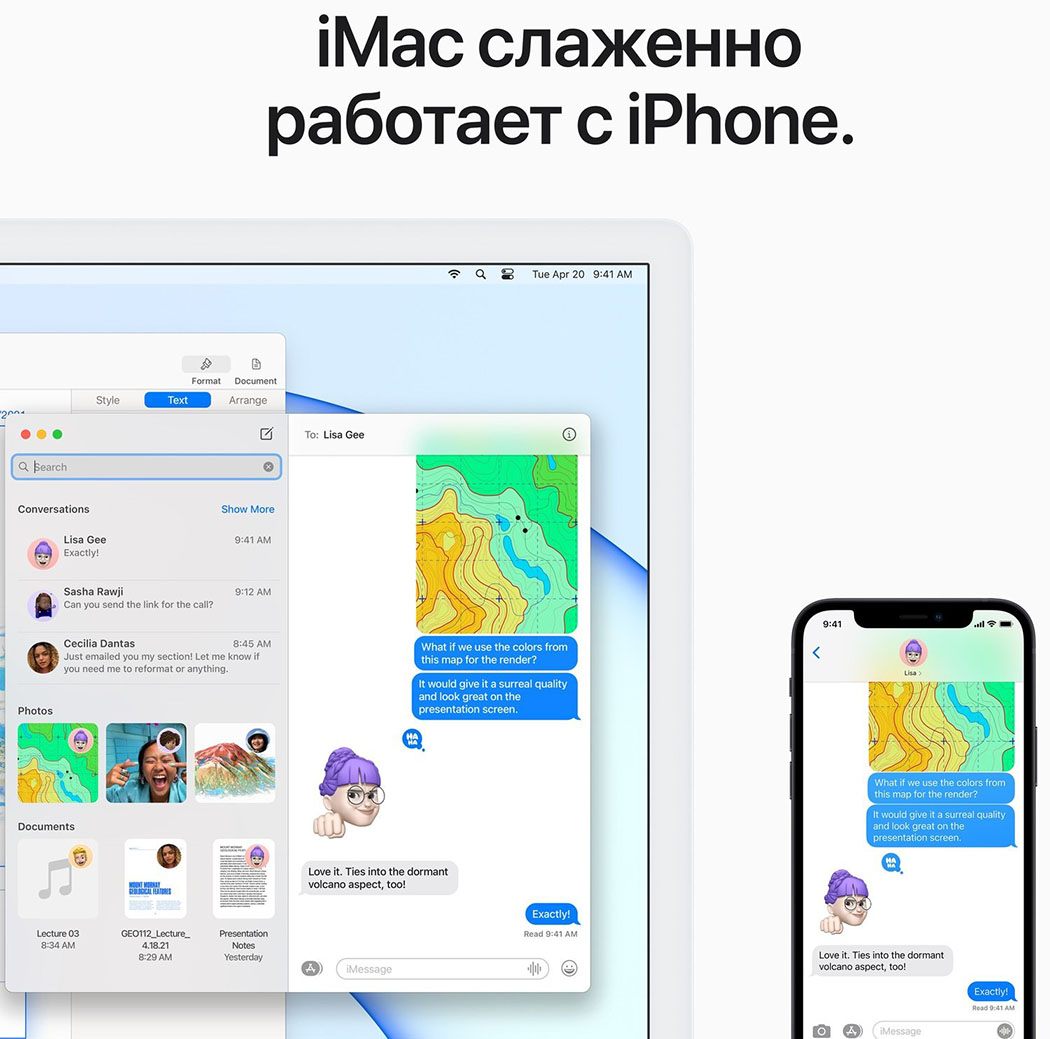 iMac слаженно
работает с iPhone.
Tue Apr 20 9:41 AM
Format
Document
Style
Text
Arrange
To: Lisa Gee
Search
Conversations
Show More
Lisa Gee
9:41 AM
Exactly!
Sasha Rawji
9:12 AM
Can you send the link for the call?
Cecilia Dantas
8:45 AM
Just emailed you my section! Let me know if
you need me to reformat or anything.
Photos
Documents
MOUNT MORNAY
GEOLOGICAL FEATURES
Lecture 03
8:34 AM
GEO112_Lecture_
4.18.21
8:29 AM
Presentation
Notes
Yesterday
What if we use the colors from
this map for the render?
It would give it a surreal quality
and look great on the
presentation screen.
HA
HA
Love it. Ties into the dormant
volcano aspect, too!
Exactly!
Read 9:41 AM
iMessage
9:41
Lisa
What if we use the colors from
this map for the render?
It would give it a surreal quality
and look great on the
presentation screen.
HA
HA
Love it. Ties into the dormant
volcano aspect, too!
Exactly!
Read 9:41 AM
iMessage